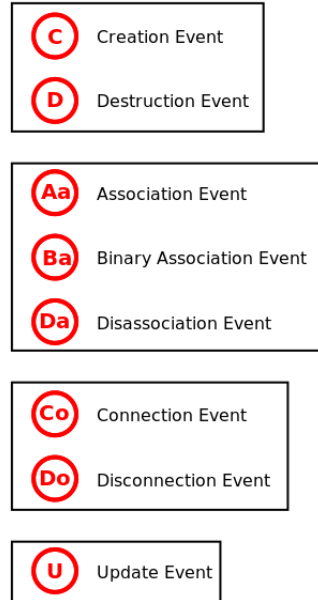 C Creation Event
D Destruction Event
Aa Association Event
Ba Binary Association Event
Da Disassociation Event
Co Connection Event
Do Disconnection Event
U Update Event